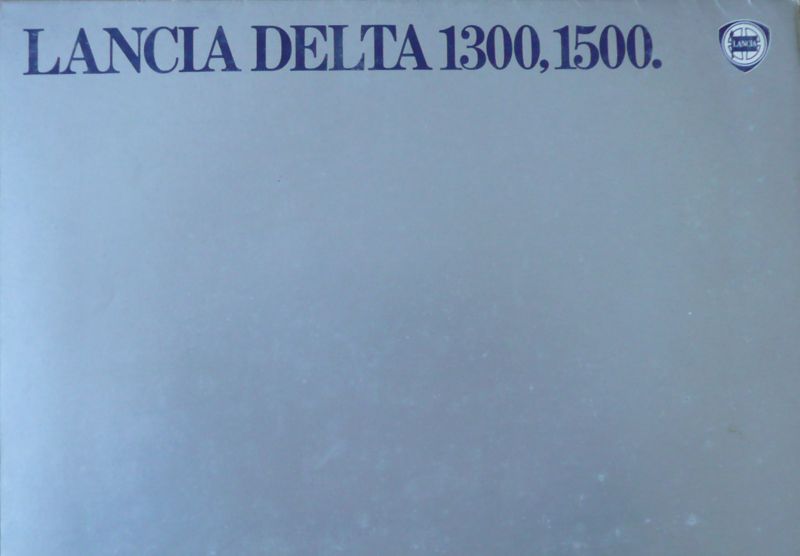 LANCIA DELTA 1300, 1500.
LANCIA